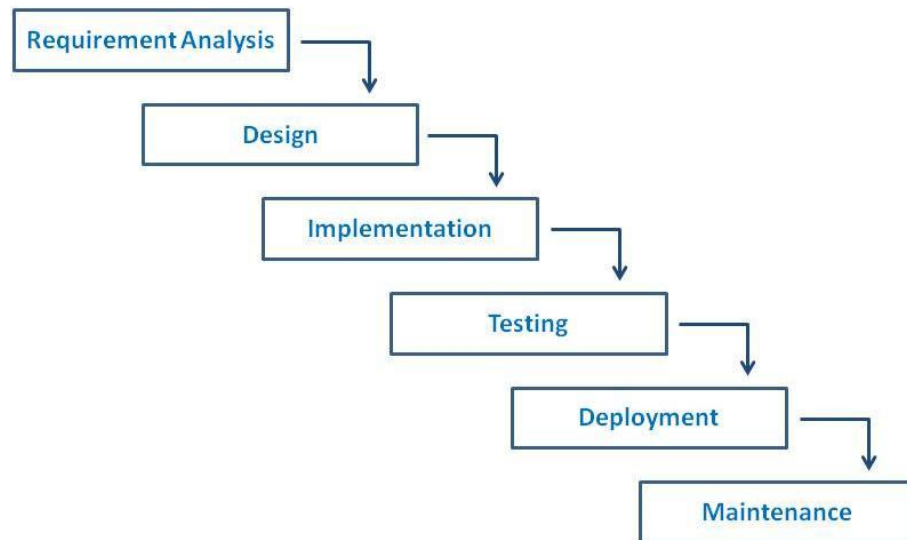 Requirement Analysis
Design
Implementation
Testing
Deployment
Maintenance